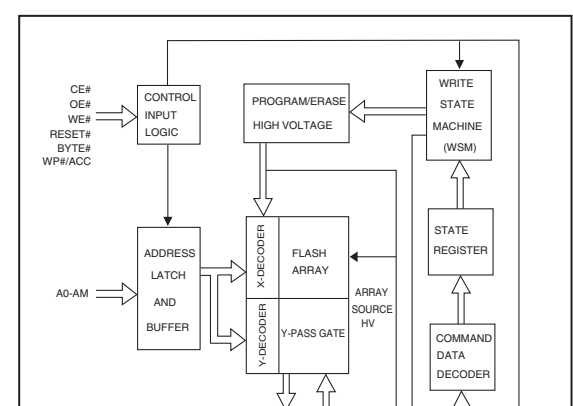 CE#
OE#
WE#
RESET#
BYTE#
WP#/ACC
CONTROL
INPUT
LOGIC
PROGRAM/ERASE
HIGH VOLTAGE
WRITE
STATE
MACHINE
(WSM)
A0-AM
ADDRESS
LATCH
AND
BUFFER
X-DECODER
FLASH
ARRAY
Y-DECODER
Y-PASS GATE
ARRAY
SOURCE
HV
STATE
REGISTER
COMMAND
DATA
DECODER